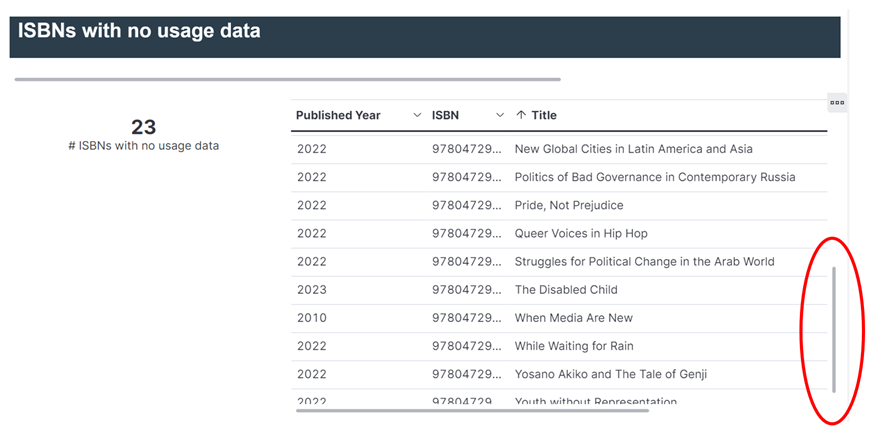 ISBNs with no usage data
23
# ISBNs with no usage data
Published Year ISBN Title
2022 97804729... New Global Cities in Latin America and Asia
2022 97804729... Politics of Bad Governance in Contemporary Russia
2022 97804729... Pride, Not Prejudice
2022 97804729... Queer Voices in Hip Hop
2022 97804729... Struggles for Political Change in the Arab World
2023 97804729... The Disabled Child
2010 97804729... When Media Are New
2022 97804729... While Waiting for Rain
2022 97804729... Yosano Akiko and The Tale of Genji
2022 97804729... Youth without Representation